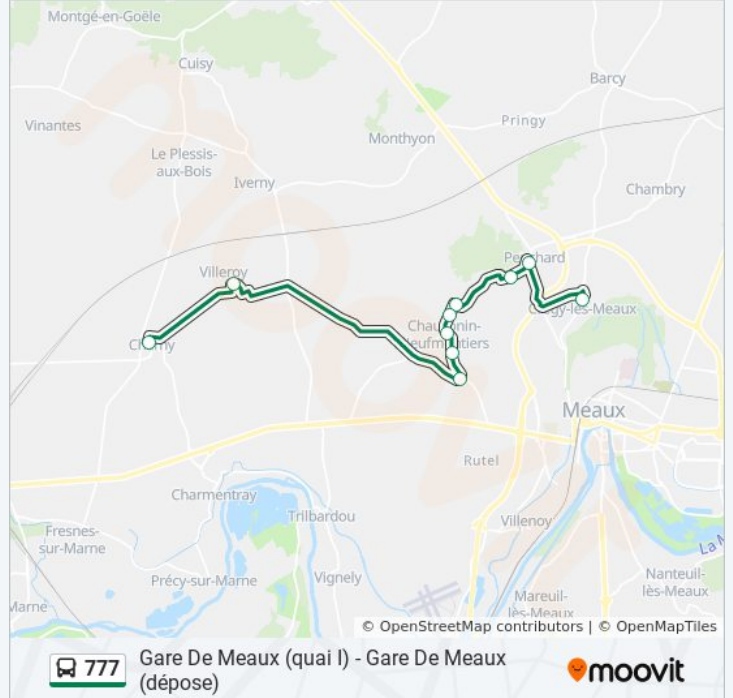 Montgé-en-Goële
Cuisy
Barcy
Vinantes
Pringy
Monthyon
Le Plessis-
aux-Bois
Iverny
Chambry
Penchard
Villeroy
Crégy-lès-Meaux
Charny
Chauconin-
Neufmontiers
Meaux
Rutel
Charmentray
Trilbardou
Villenoy
Fresnes-
sur-Marne
La M
Précy-sur-Marne
Vignely
Nanteuil-
lès-Meaux
Marne
Mareuil-
lès-Meaux
© OpenStreetMap contributors | © OpenMapTiles
777
Gare De Meaux (quai I) - Gare De Meaux
(dépose)
moovit